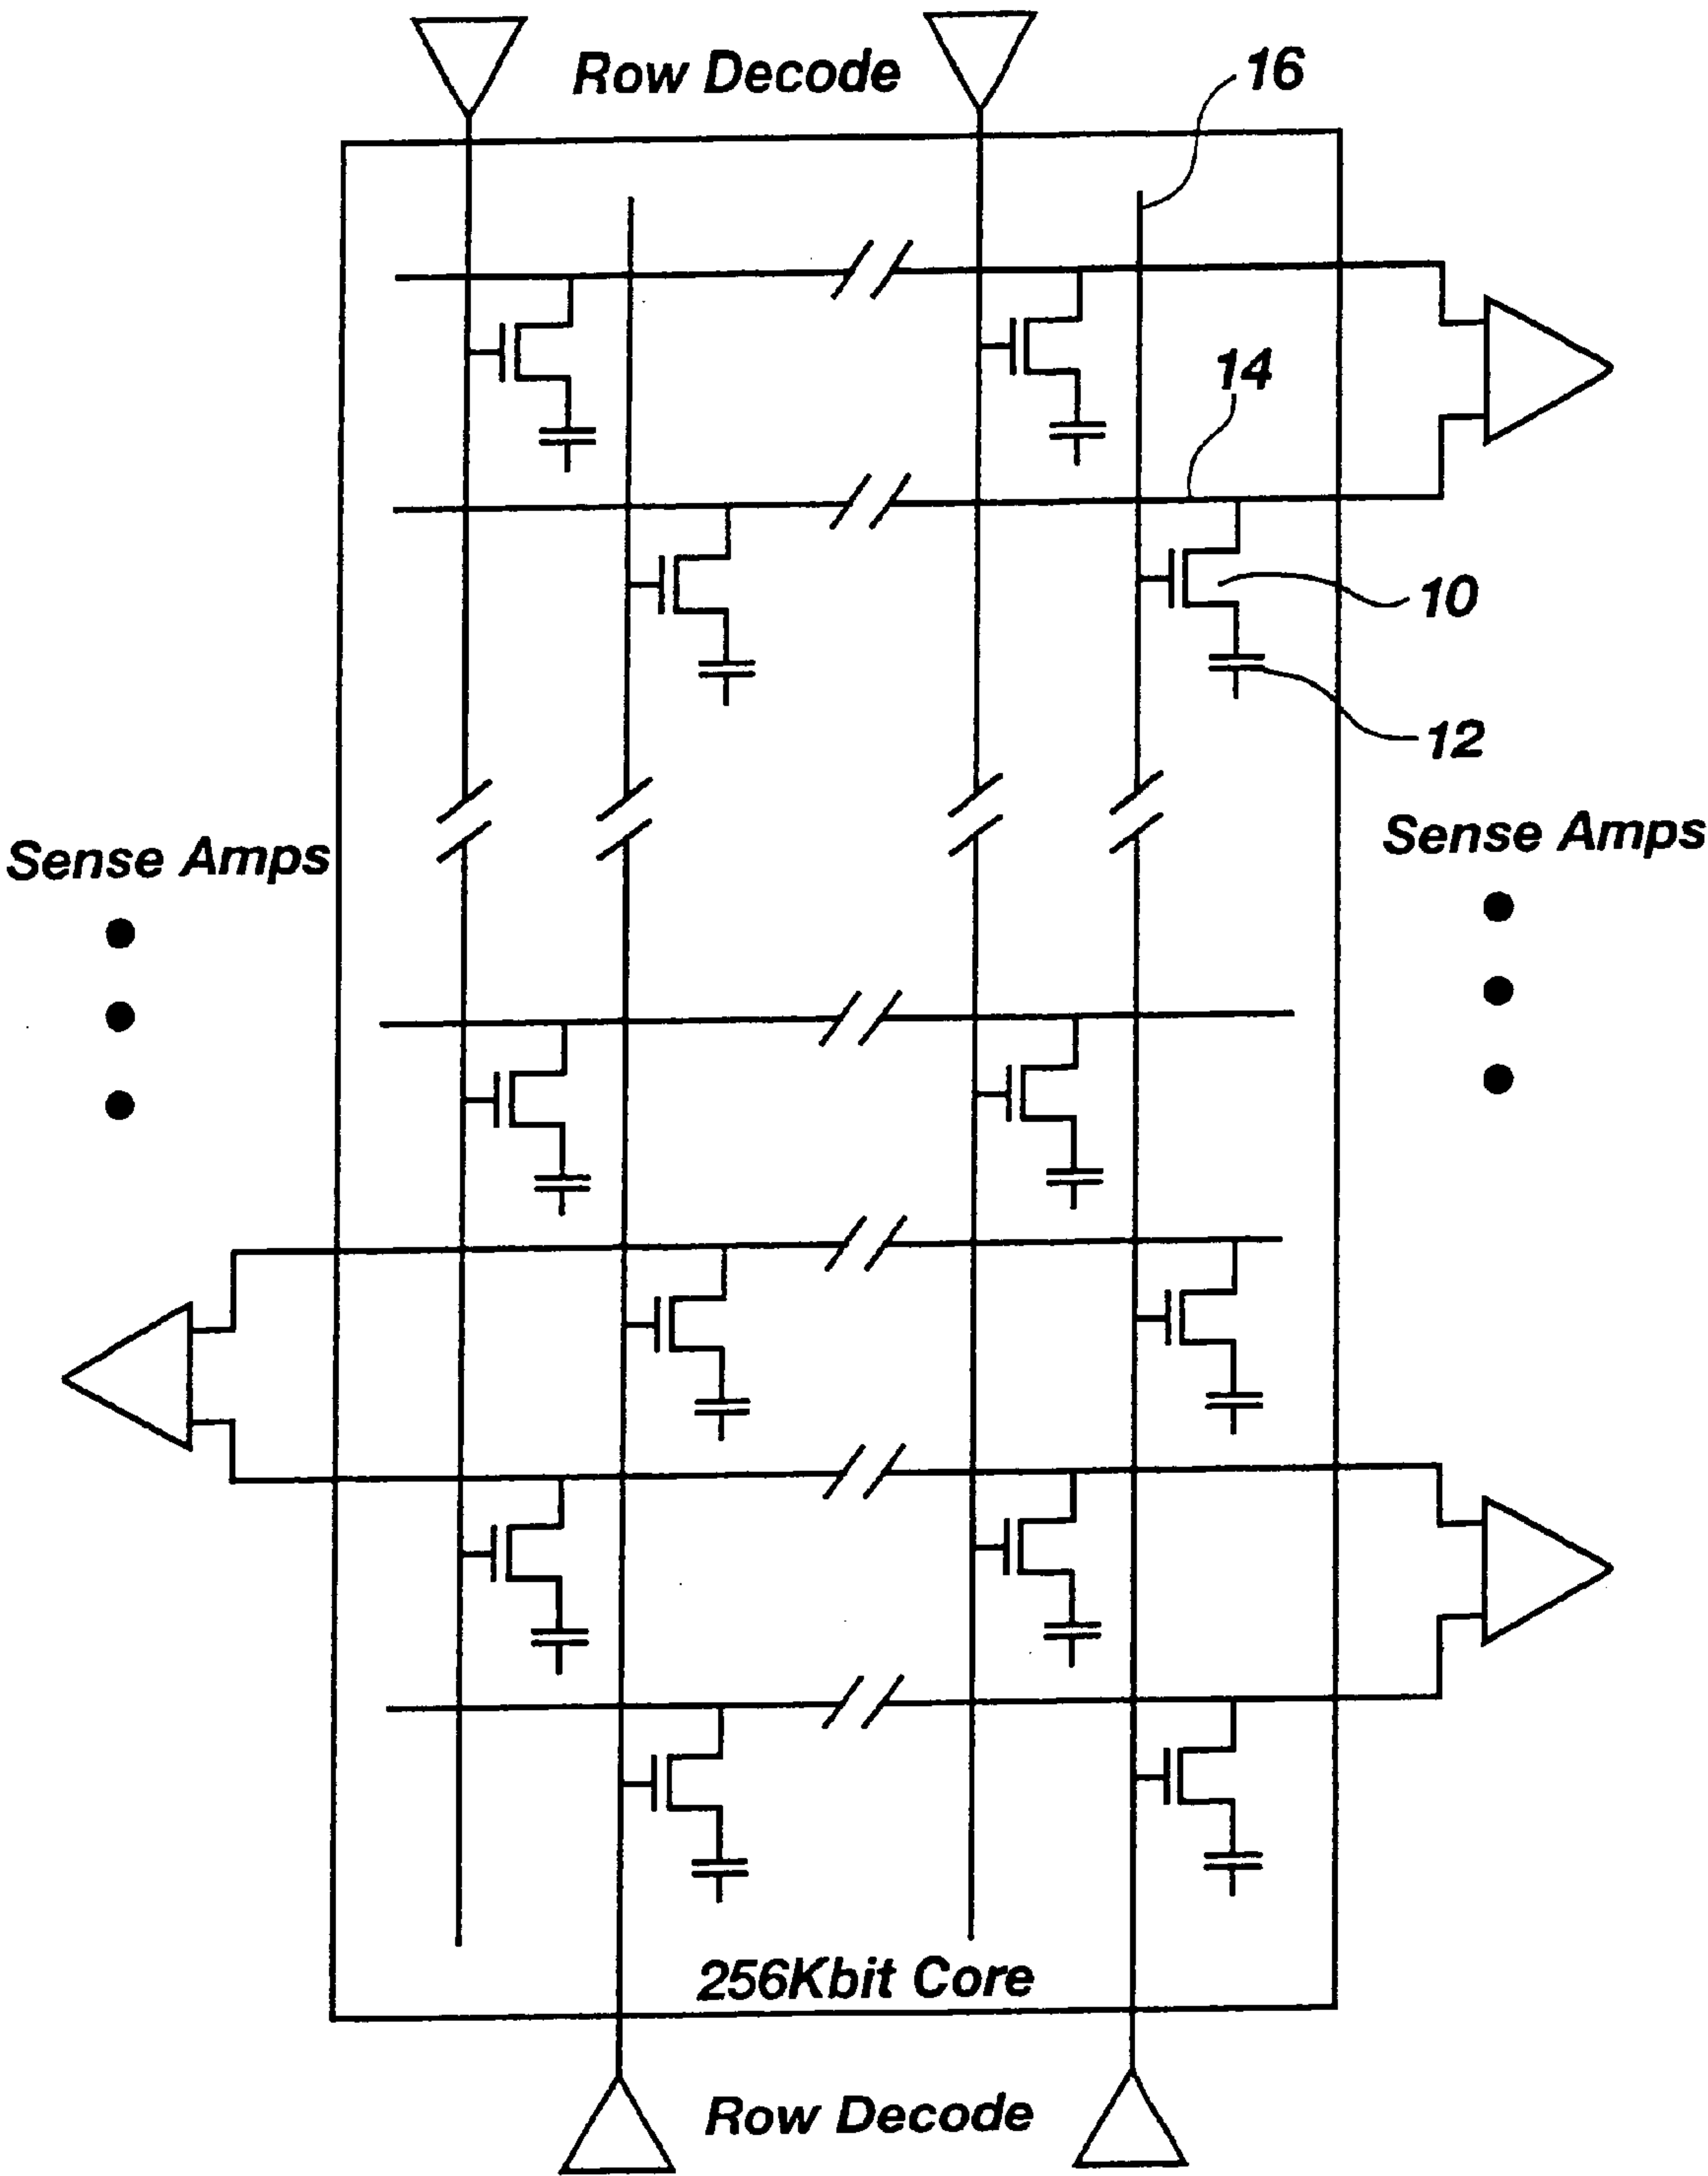 Row Decode
16
14
10
12
Sense Amps
Sense Amps
256Kbit Core
Row Decode